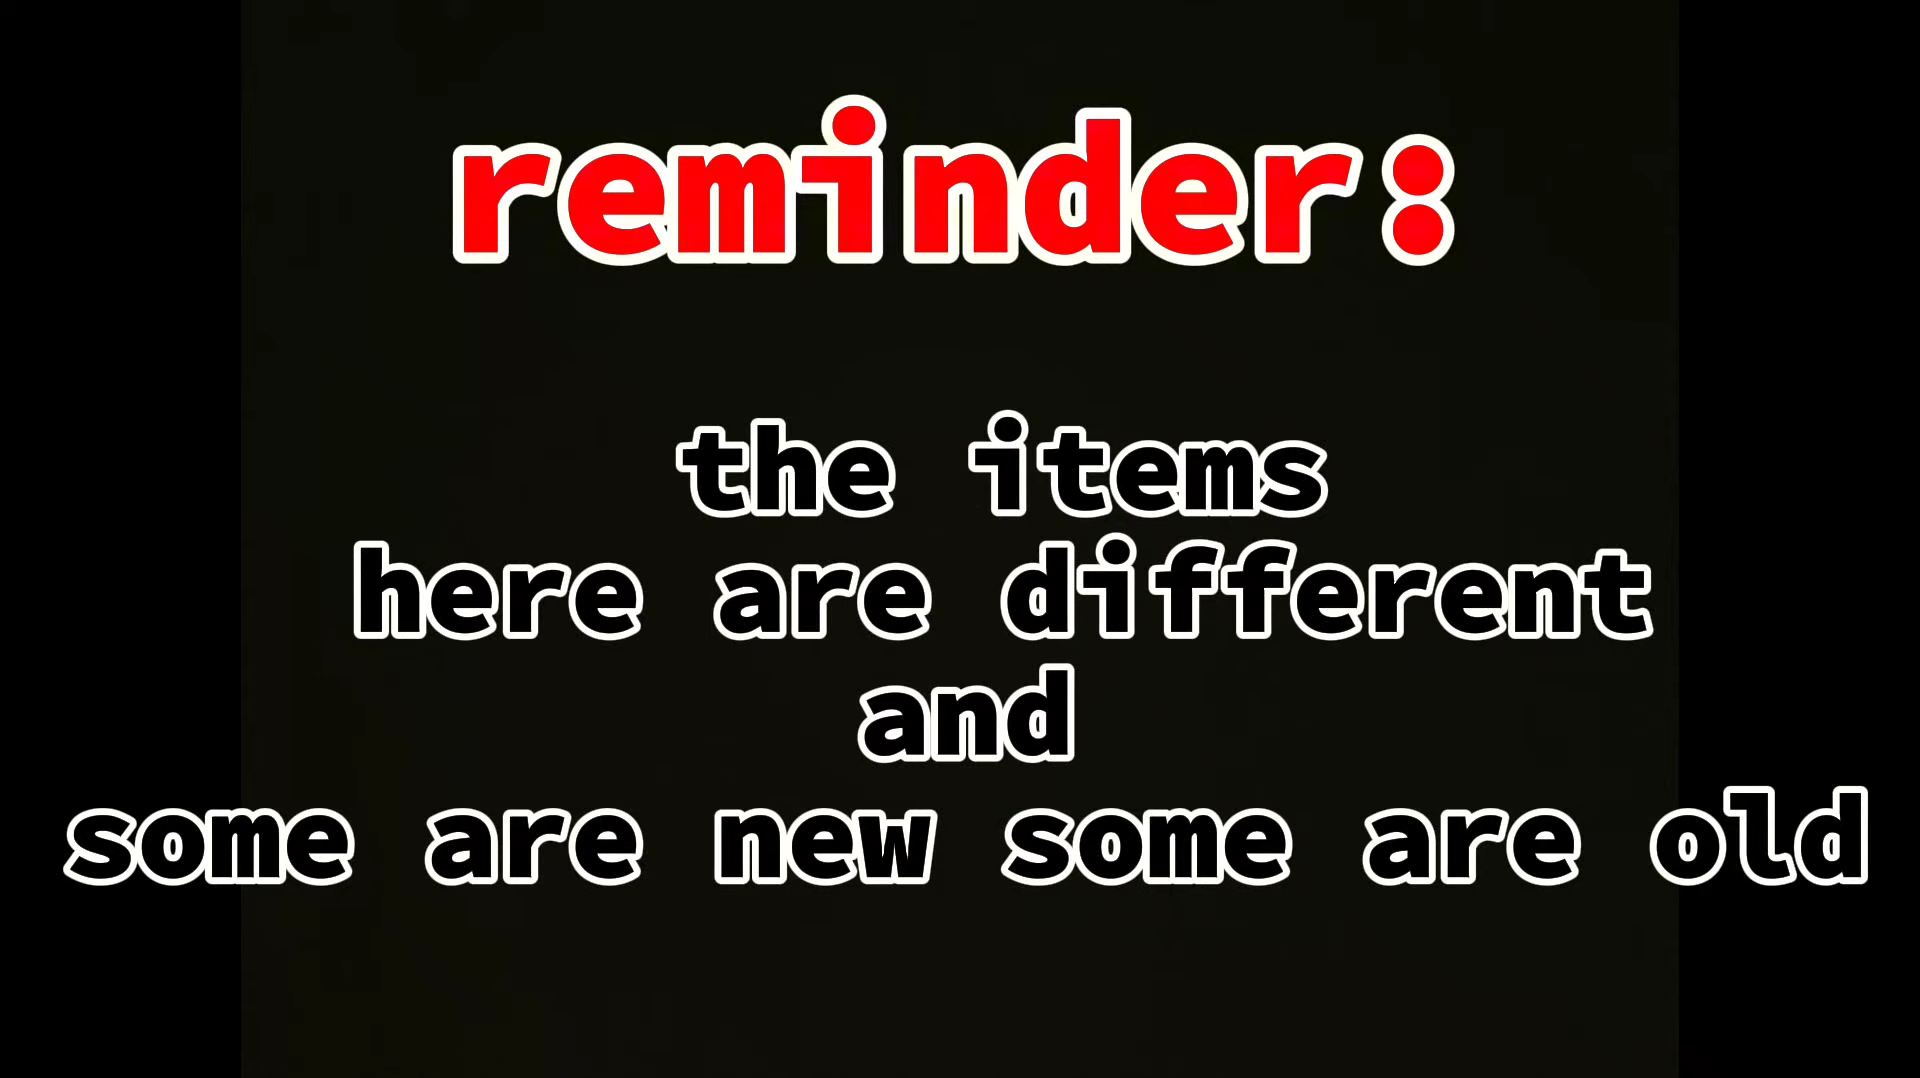 reminder:
the items
here are different
and
some are new some are old